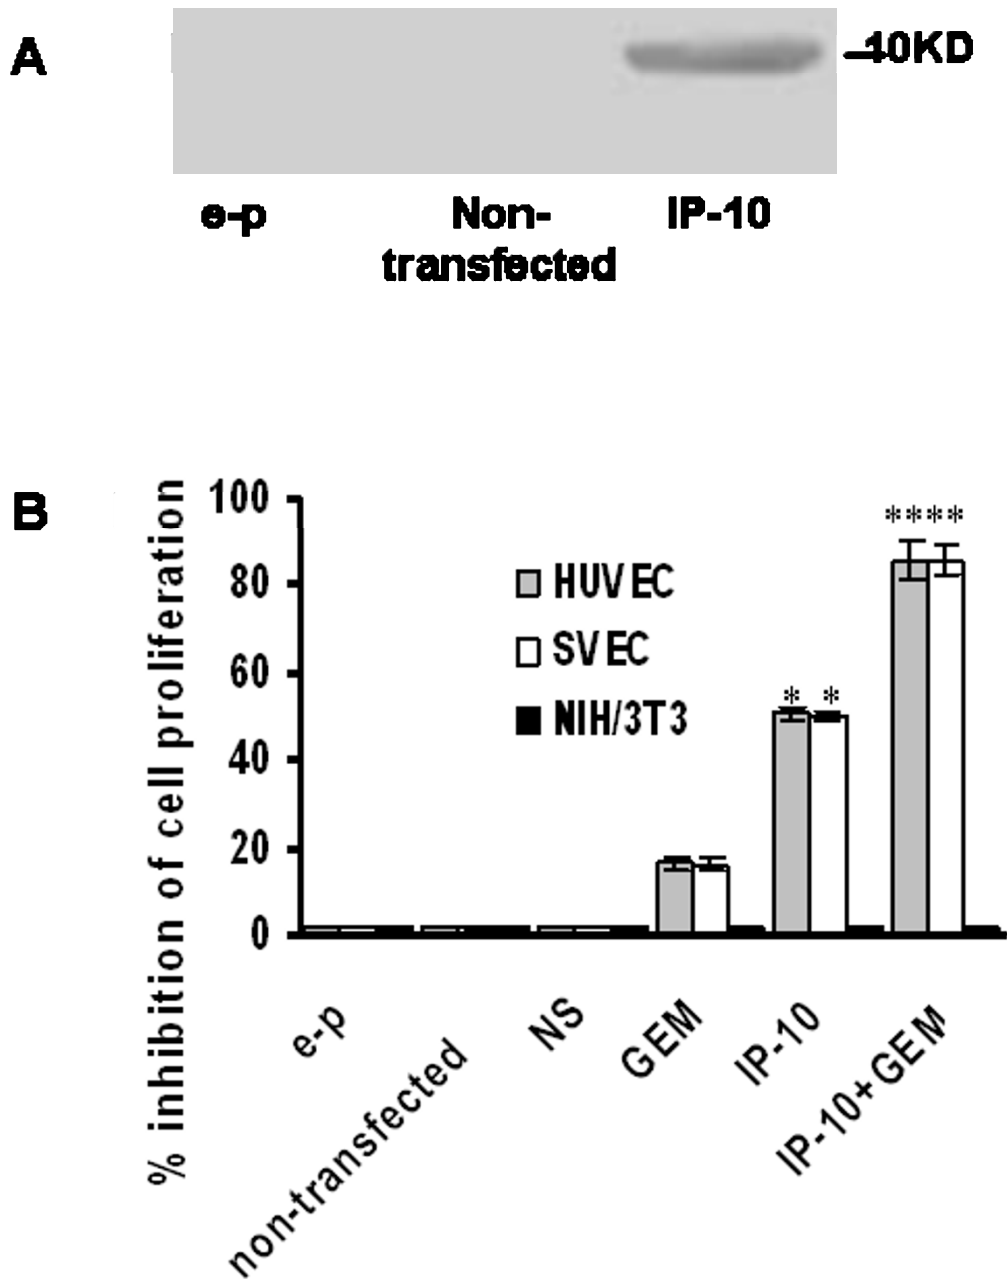 A
10KD
e-p
Non-
transfected
IP-10
B
% inhibition of cell proliferation
100
80
60
40
20
0
HUVEC
SVEC
NIH/3T3
* *
****
e-p
non-transfected
NS
GEM
IP-10
IP-10+GEM